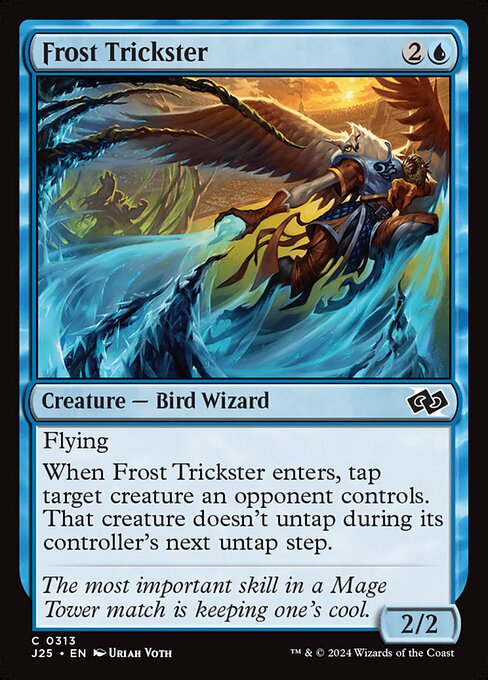 Frost Trickster 2
Creature — Bird Wizard
Flying
When Frost Trickster enters, tap
target creature an opponent controls.
That creature doesn't untap during its
controller's next untap step.
The most important skill in a Mage
Tower match is keeping one's cool.
2/2
C 0313
J25 • EN Uriah Voth
™ & © 2024 Wizards of the Coast